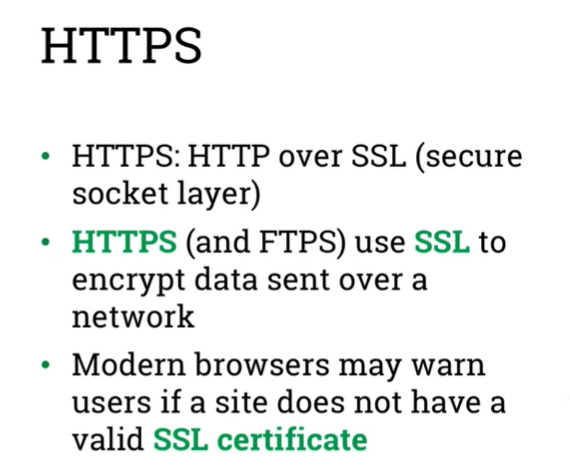 HTTPS
• HTTPS: HTTP over SSL (secure
socket layer)
• HTTPS (and FTPS) use SSL to
encrypt data sent over a
network
• Modern browsers may warn
users if a site does not have a
valid SSL certificate